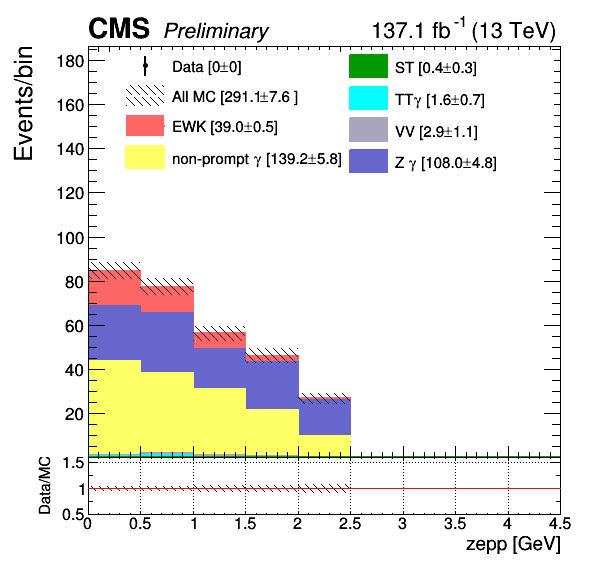 CMS Preliminary 137.1 fb⁻¹ (13 TeV)
Events/bin
Data [0±0]
All MC [291.1±7.6 ]
EWK [39.0±0.5]
non-prompt γ [139.2±5.8]
ST [0.4±0.3]
TTγ [1.6±0.7]
VV [2.9±1.1]
Z γ [108.0±4.8]
180
160
140
120
100
80
60
40
20
Data/MC
1.5
1
0.5
0 0.5 1 1.5 2 2.5 3 3.5 4 4.5
zepp [GeV]